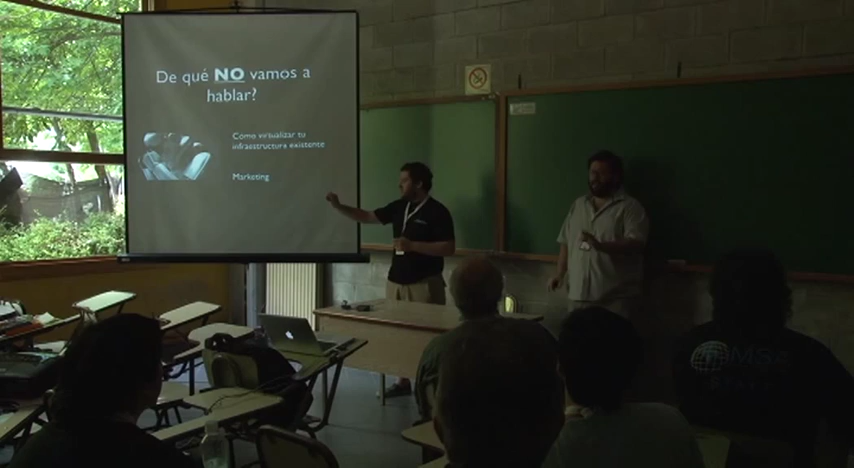 De qué NO vamos a
hablar?
Como virtualizar tu
infraestructura existente
Marketing